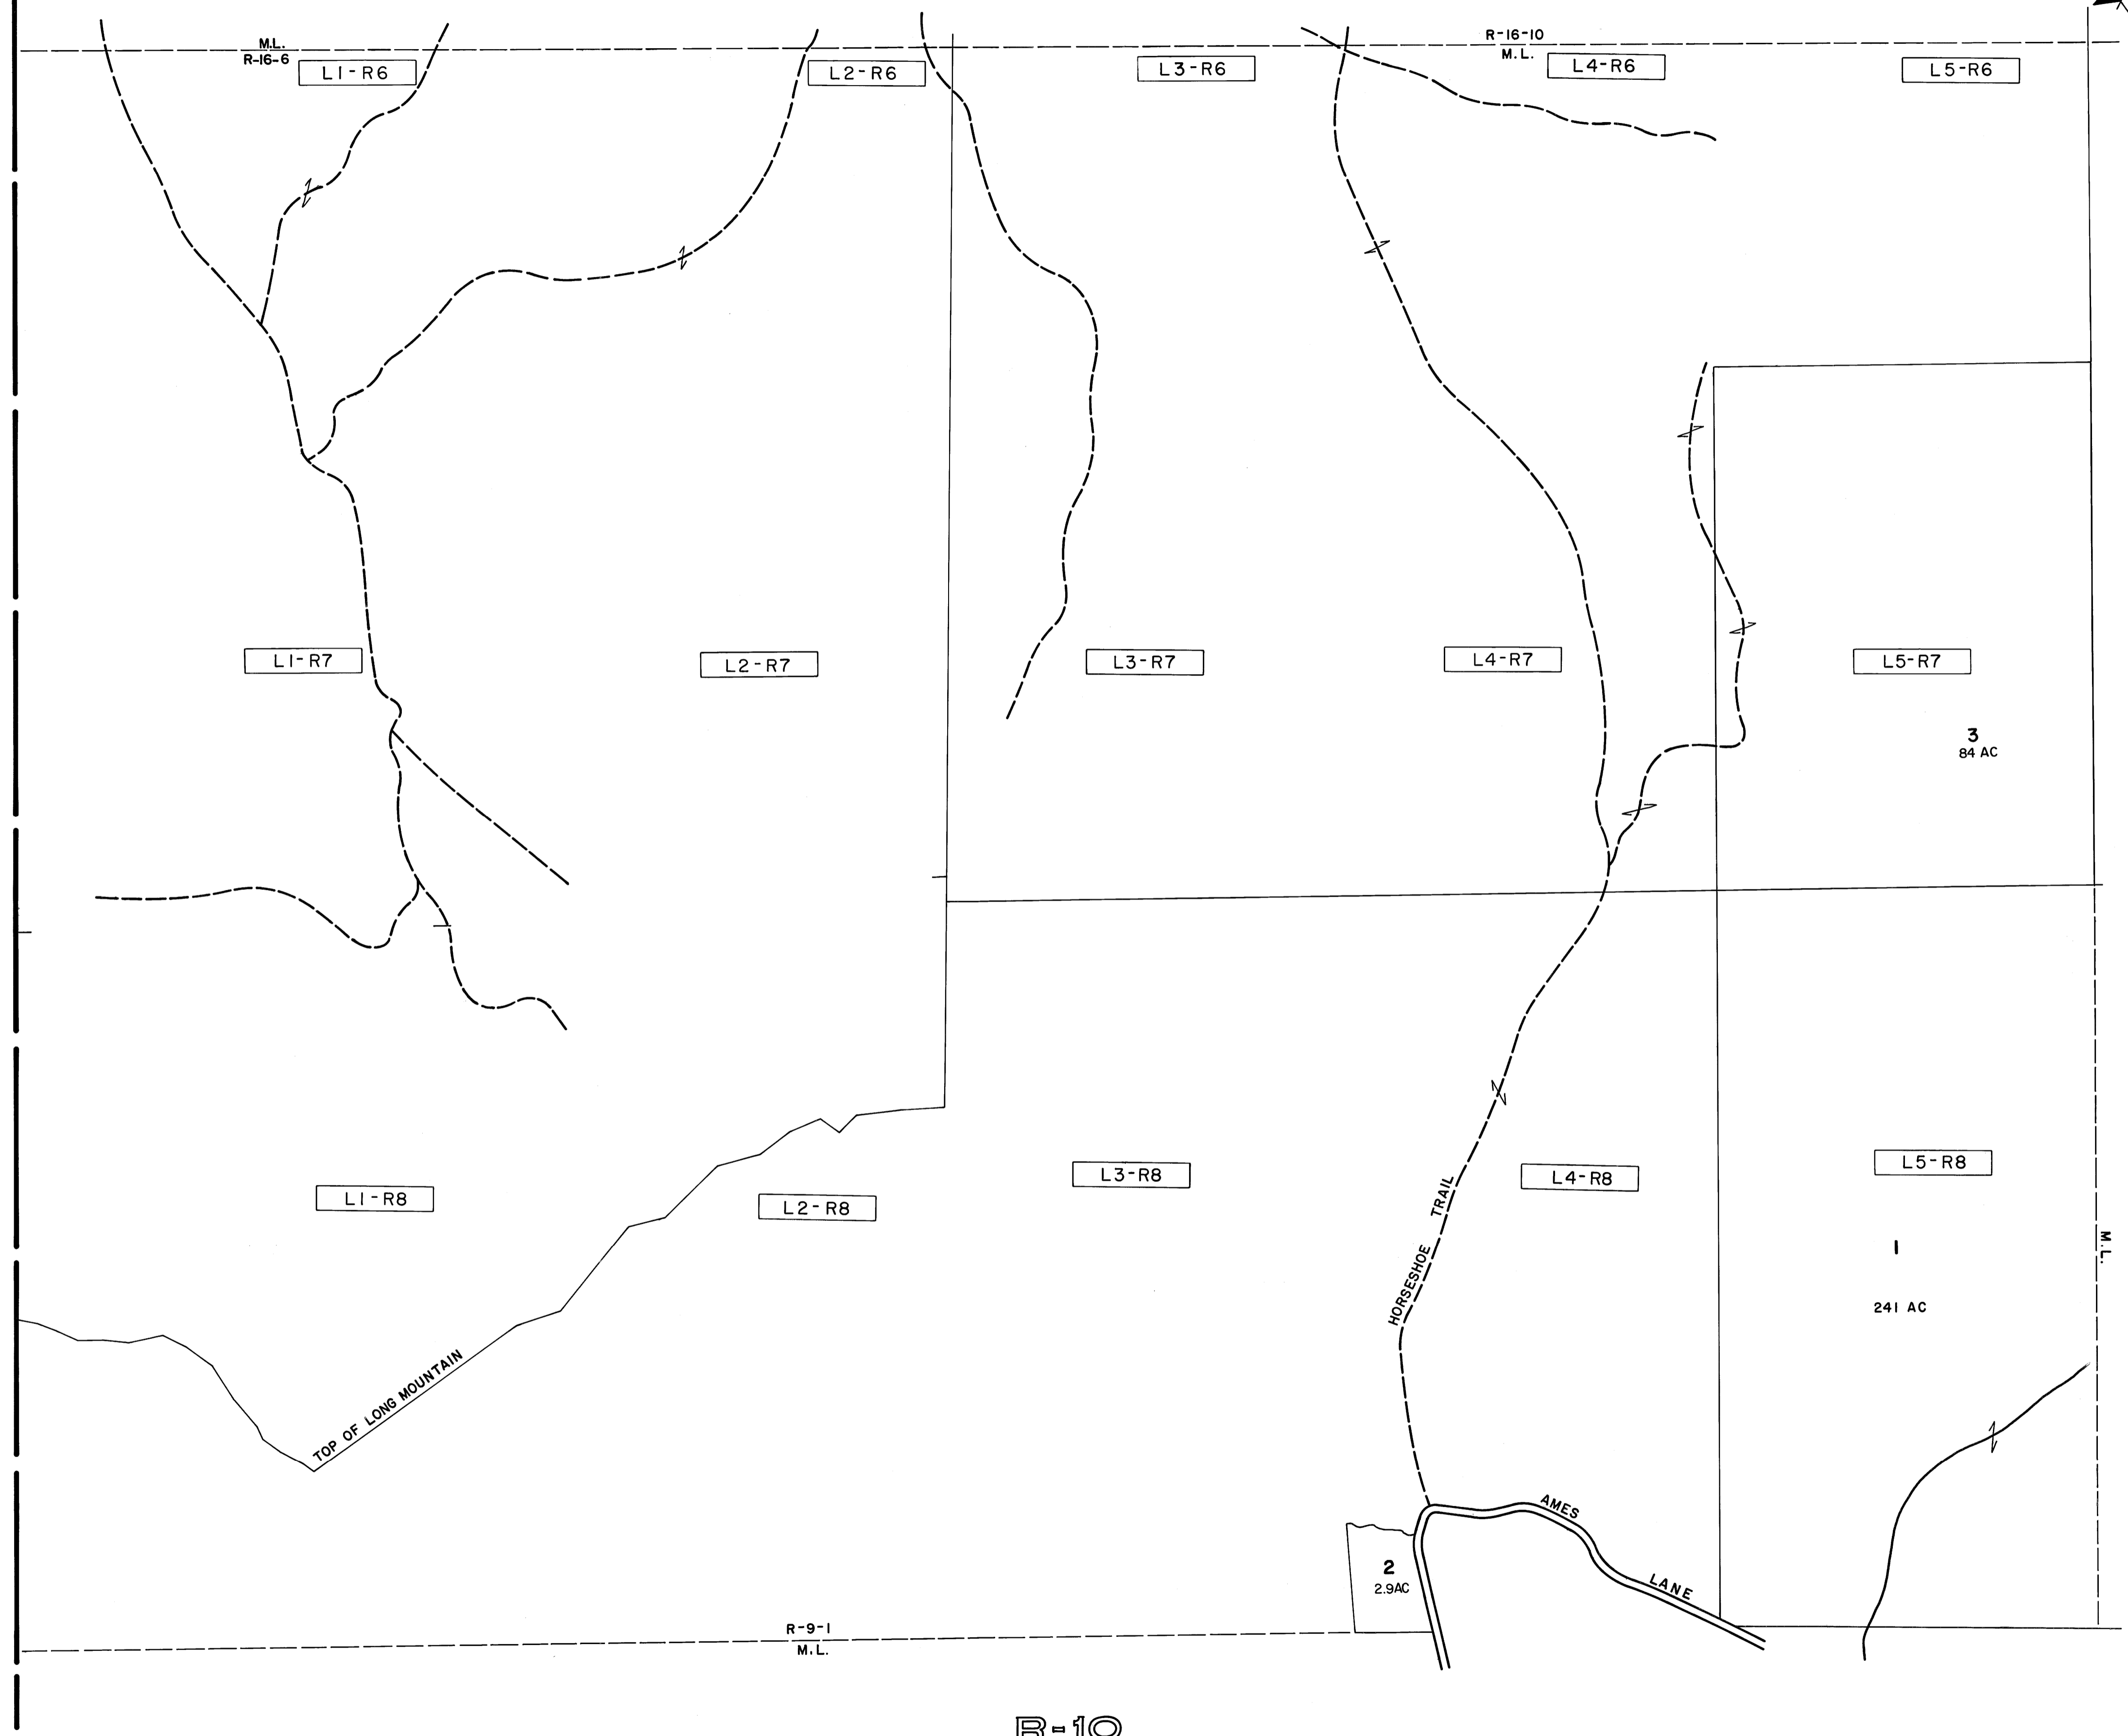 M.L.
R-16-6
R-16-10
M.L.
L1-R6
L2-R6
L3-R6
L4-R6
L5-R6
L1-R7
L2-R7
L3-R7
L4-R7
L5-R7
3
84 AC
L1-R8
L2-R8
L3-R8
L4-R8
L5-R8
HORSESHOE TRAIL
1
241 AC
M.L.
TOP OF LONG MOUNTAIN
AMES LANE
2
2.9AC
R-9-1
M.L.
R-10